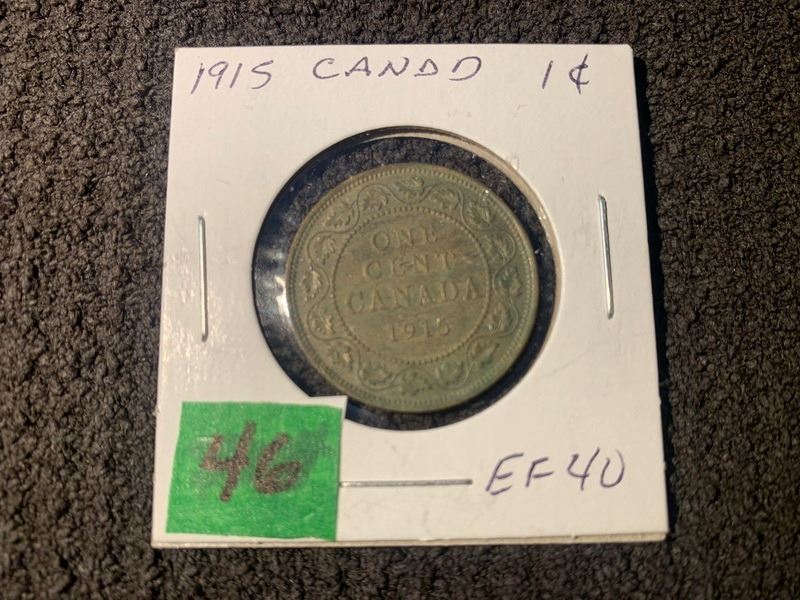 1915 CANDD 1¢
ONE
CENT
CANADA
1915
46
EF40